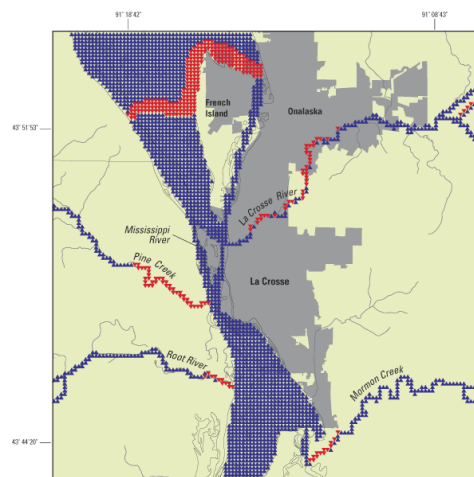 91° 18' 42
91° 08' 43
43° 51' 53
French
Island
Onalaska
La Crosse River
Mississippi
River
Pine Creek
La Crosse
Root River
Mormon Creek
43° 44' 20